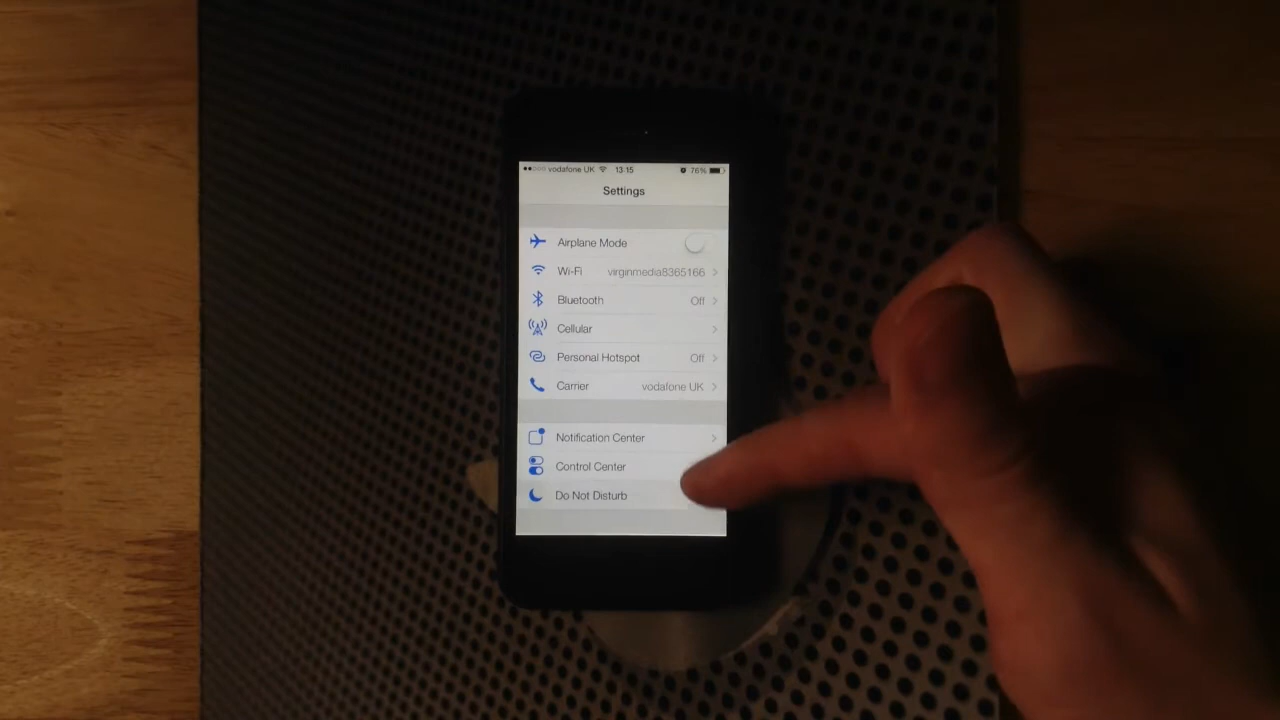 vodafone UK 13:15 76%
Settings
Airplane Mode
Wi-Fi virginmedia8365166
Bluetooth Off
Cellular
Personal Hotspot Off
Carrier vodafone UK
Notification Center
Control Center
Do Not Disturb